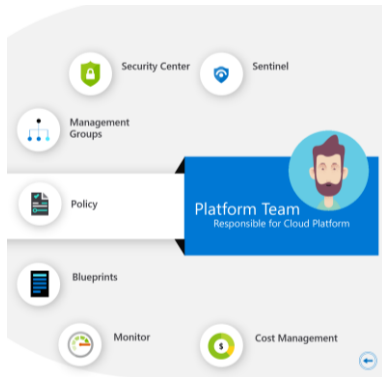 Security Center
Sentinel
Management
Groups
Policy
Platform Team
Responsible for Cloud Platform
Blueprints
Monitor
Cost Management
$